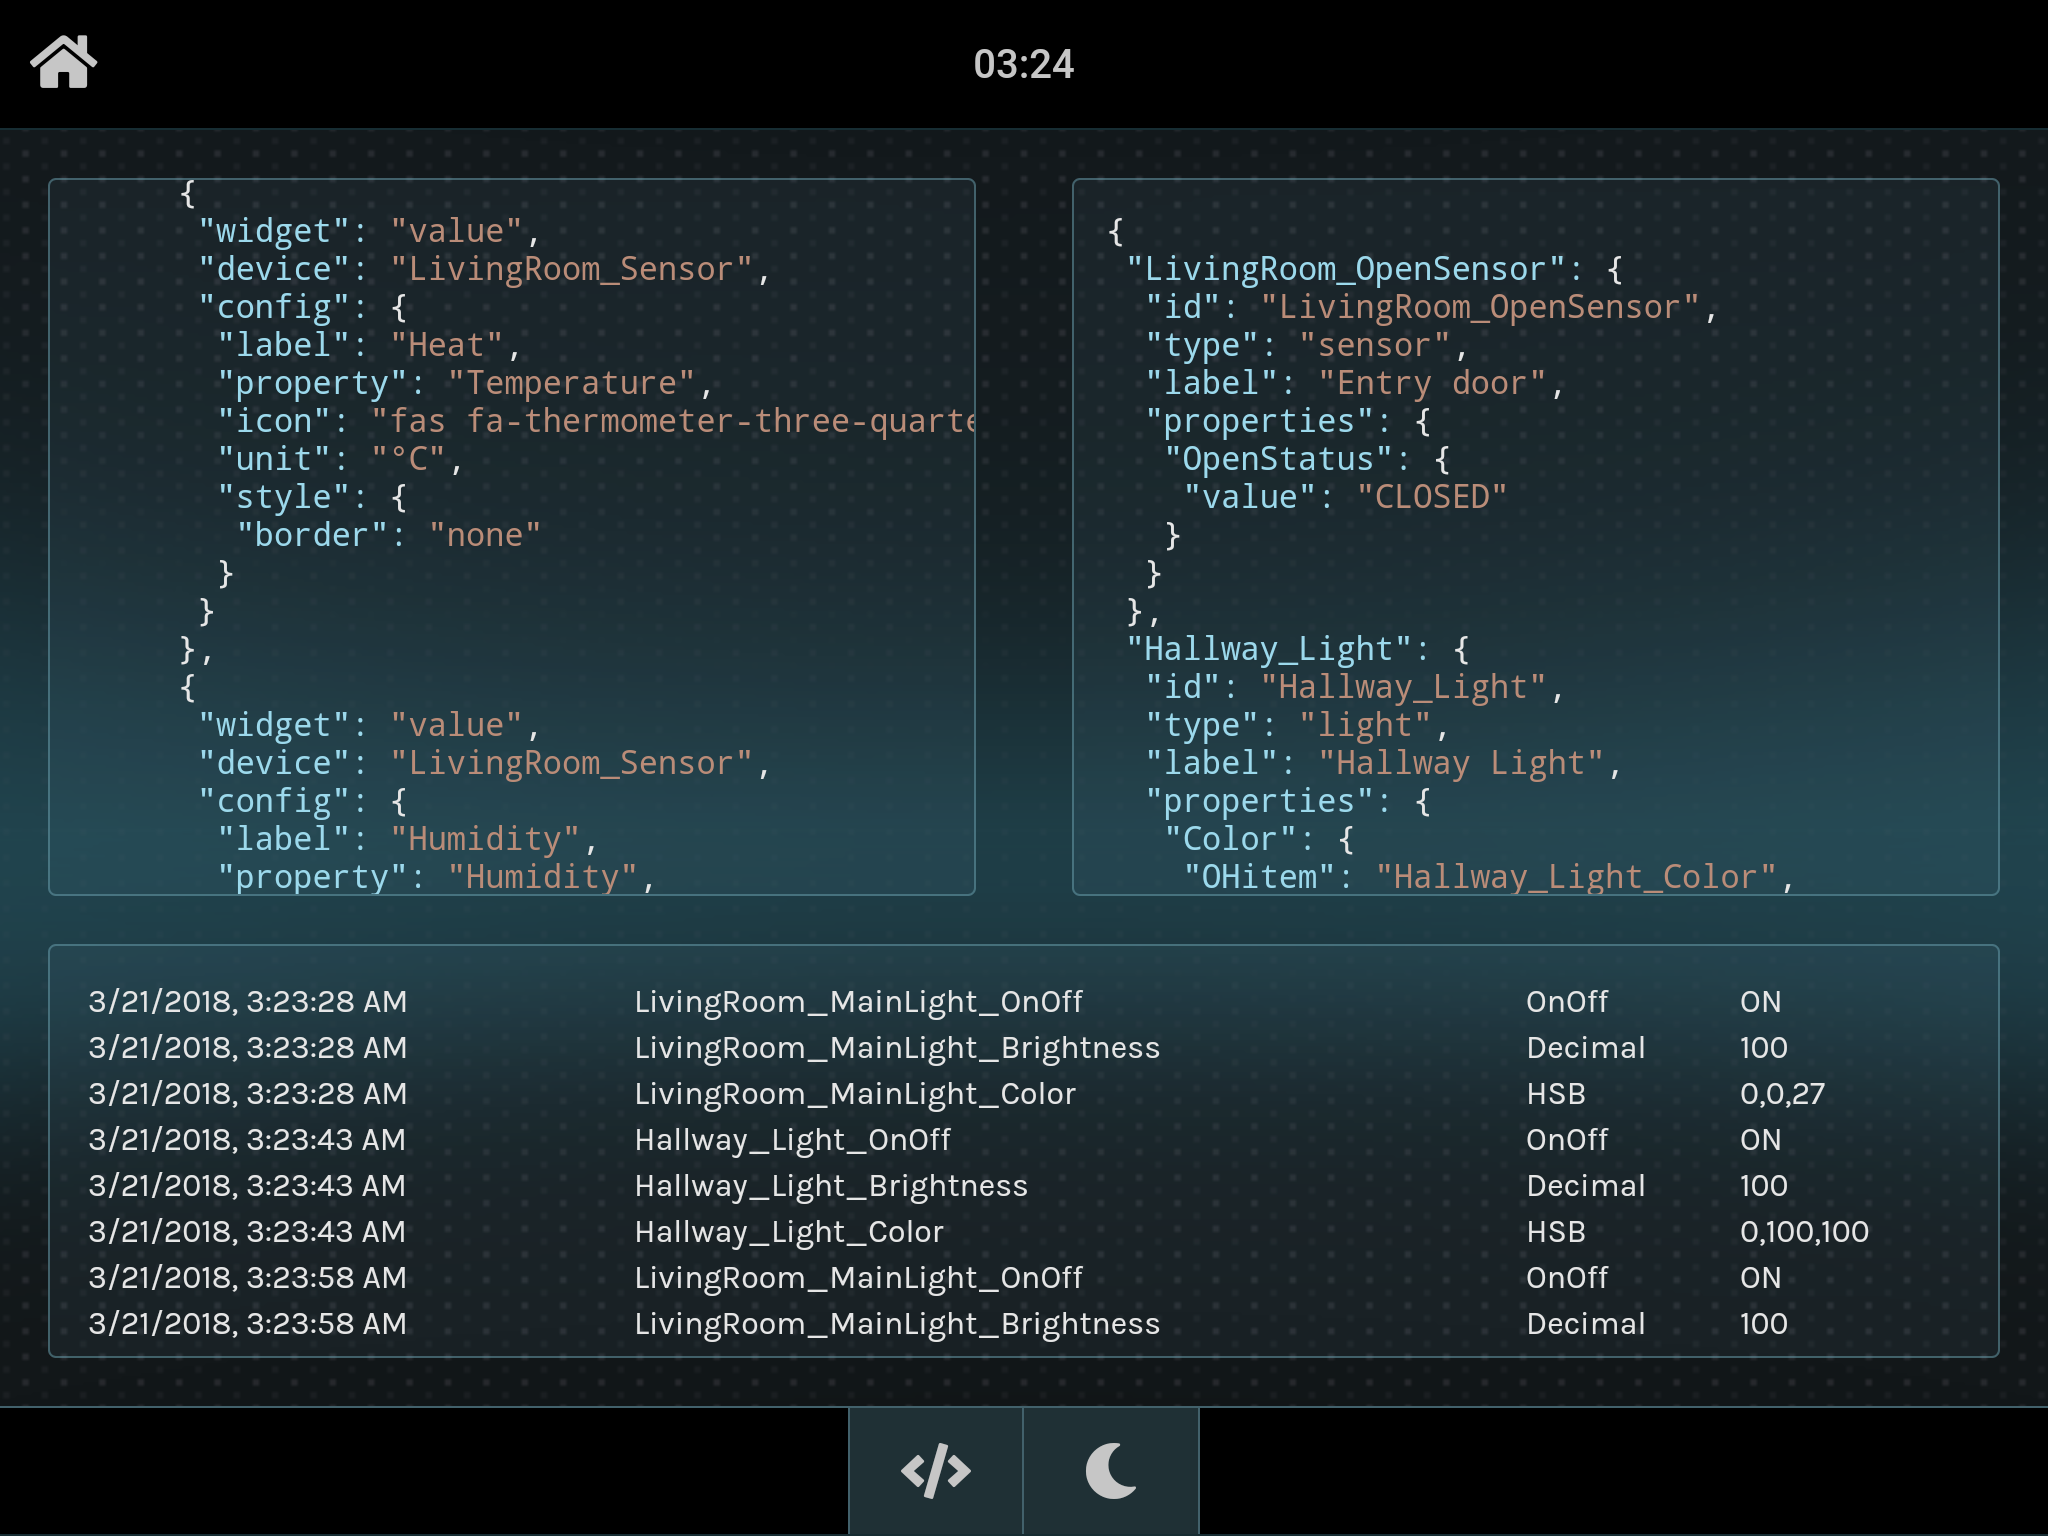 03:24
{
"widget": "value",
"device": "LivingRoom_Sensor",
"config": {
"label": "Heat",
"property": "Temperature",
"icon": "fas fa-thermometer-three-quarte
"unit": "°C",
"style": {
"border": "none"
}
}
},
{
"widget": "value",
"device": "LivingRoom_Sensor",
"config": {
"label": "Humidity",
"property": "Humidity",
{
"LivingRoom_OpenSensor": {
"id": "LivingRoom_OpenSensor",
"type": "sensor",
"label": "Entry door",
"properties": {
"OpenStatus": {
"value": "CLOSED"
}
}
},
"Hallway_Light": {
"id": "Hallway_Light",
"type": "light",
"label": "Hallway Light",
"properties": {
"Color": {
"OHitem": "Hallway_Light_Color",
3/21/2018, 3:23:28 AM LivingRoom_MainLight_OnOff OnOff ON
3/21/2018, 3:23:28 AM LivingRoom_MainLight_Brightness Decimal 100
3/21/2018, 3:23:28 AM LivingRoom_MainLight_Color HSB 0,0,27
3/21/2018, 3:23:43 AM Hallway_Light_OnOff OnOff ON
3/21/2018, 3:23:43 AM Hallway_Light_Brightness Decimal 100
3/21/2018, 3:23:43 AM Hallway_Light_Color HSB 0,100,100
3/21/2018, 3:23:58 AM LivingRoom_MainLight_OnOff OnOff ON
3/21/2018, 3:23:58 AM LivingRoom_MainLight_Brightness Decimal 100